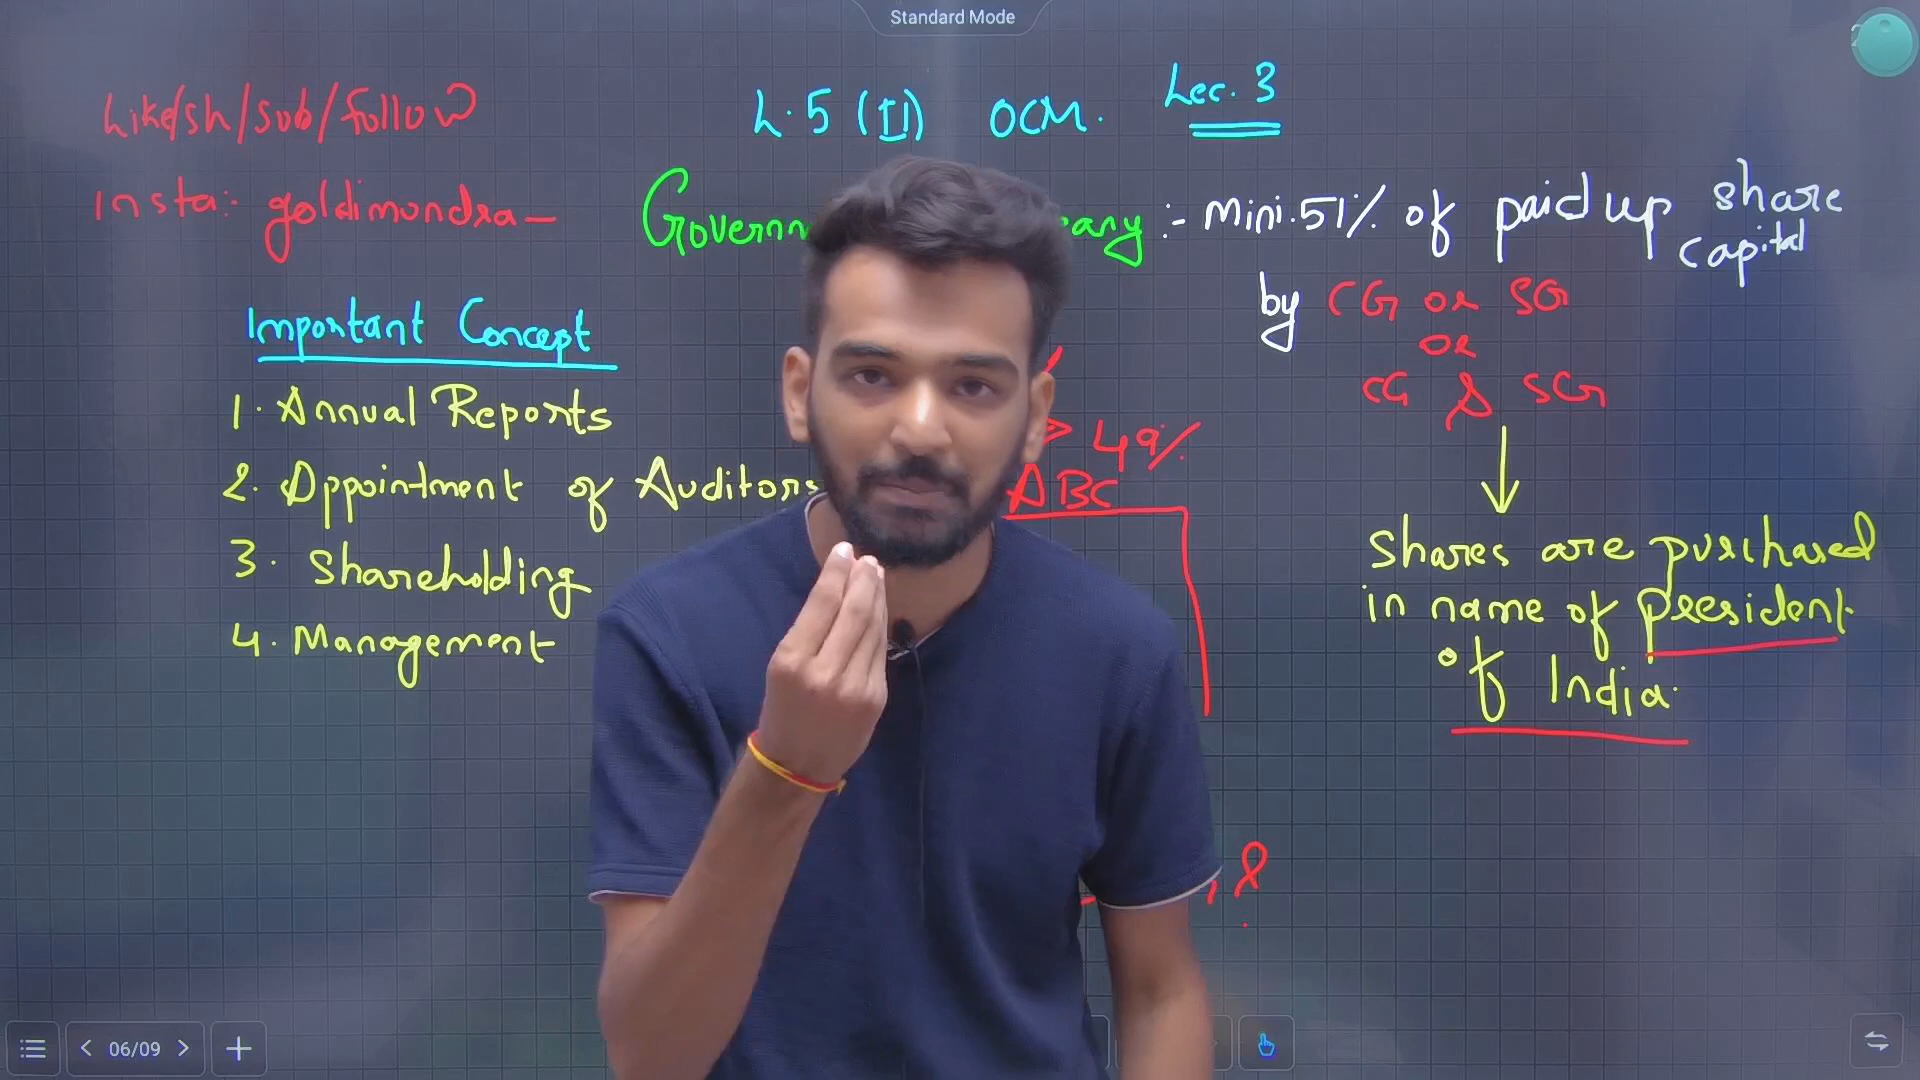 Standard Mode
Like/sh/sub/follow
L.5 (II) OCM. Lec. 3
Insta:- goldimundra_
:- Mini.51% of paid up share capital
by CG or SG
or
CG & SG
Important Concept
1. Annual Reports
2. Appointment of Auditors
3. Shareholding
4. Management
49%
ABC
Shares are purchased
in name of President
of India.
06/09